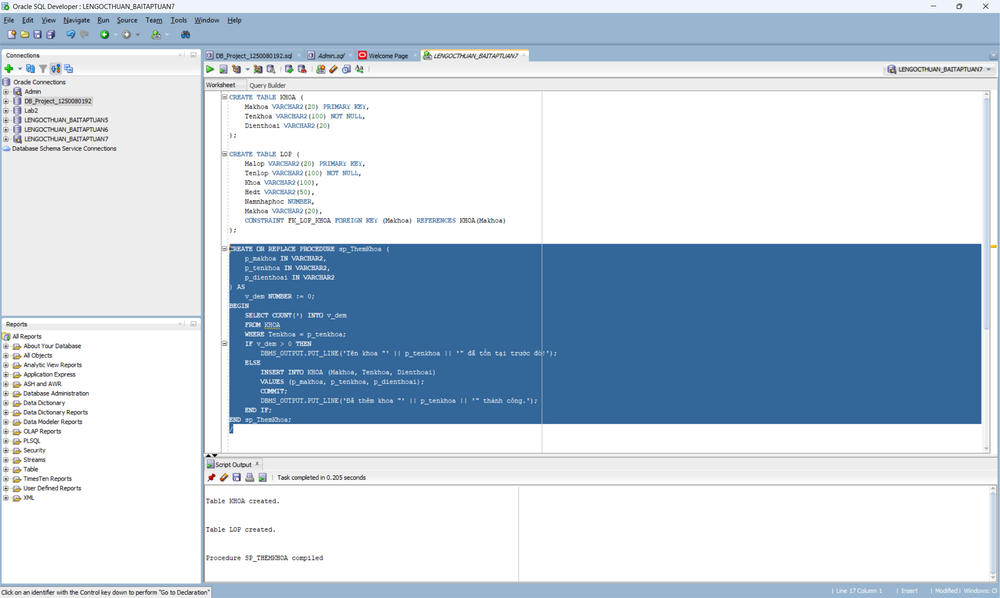 Oracle SQL Developer : LENGOCTHUAN_BAITAPTUAN7
File Edit View Navigate Run Source Team Tools Window Help
Connections
Oracle Connections
Admin
DB_Project_1250080192
Lab2
LENGOCTHUAN_BAITAPTUAN5
LENGOCTHUAN_BAITAPTUAN6
LENGOCTHUAN_BAITAPTUAN7
Database Schema Service Connections
Reports
All Reports
About Your Database
All Objects
Analytic View Reports
Application Express
ASH and AWR
Database Administration
Data Dictionary
Data Dictionary Reports
Data Modeler Reports
OLAP Reports
PLSQL
Security
Streams
Table
TimesTen Reports
User Defined Reports
XML
DB_Project_1250080192.sql Admin.sql Welcome Page LENGOCTHUAN_BAITAPTUAN7
LENGOCTHUAN_BAITAPTUAN7
Worksheet Query Builder
CREATE TABLE KHOA (
    Makhoa VARCHAR2(20) PRIMARY KEY,
    Tenkhoa VARCHAR2(100) NOT NULL,
    Dienthoai VARCHAR2(20)
);
CREATE TABLE LOP (
    Malop VARCHAR2(20) PRIMARY KEY,
    Tenlop VARCHAR2(100) NOT NULL,
    Khoa VARCHAR2(100),
    Hedt VARCHAR2(50),
    Namnhaphoc NUMBER,
    Makhoa VARCHAR2(20),
    CONSTRAINT FK_LOP_KHOA FOREIGN KEY (Makhoa) REFERENCES KHOA(Makhoa)
);
CREATE OR REPLACE PROCEDURE sp_ThemKhoa (
    p_makhoa IN VARCHAR2,
    p_tenkhoa IN VARCHAR2,
    p_dienthoai IN VARCHAR2
) AS
    v_dem NUMBER := 0;
BEGIN
    SELECT COUNT(*) INTO v_dem
    FROM KHOA
    WHERE Tenkhoa = p_tenkhoa;
    IF v_dem > 0 THEN
        DBMS_OUTPUT.PUT_LINE('Tên khoa "' || p_tenkhoa || '" đã tồn tại trước đó!');
    ELSE
        INSERT INTO KHOA (Makhoa, Tenkhoa, Dienthoai)
        VALUES (p_makhoa, p_tenkhoa, p_dienthoai);
        COMMIT;
        DBMS_OUTPUT.PUT_LINE('Đã thêm khoa "' || p_tenkhoa || '" thành công.');
    END IF;
END sp_ThemKhoa;
/
Script Output
Task completed in 0.205 seconds
Table KHOA created.
Table LOP created.
Procedure SP_THEMKHOA compiled
Click on an identifier with the Control key down to perform "Go to Declaration"
| Line 17 Column 1 | Insert | Modified | Windows: